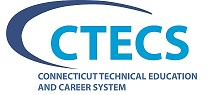 CTECS
CONNECTICUT TECHNICAL EDUCATION
AND CAREER SYSTEM